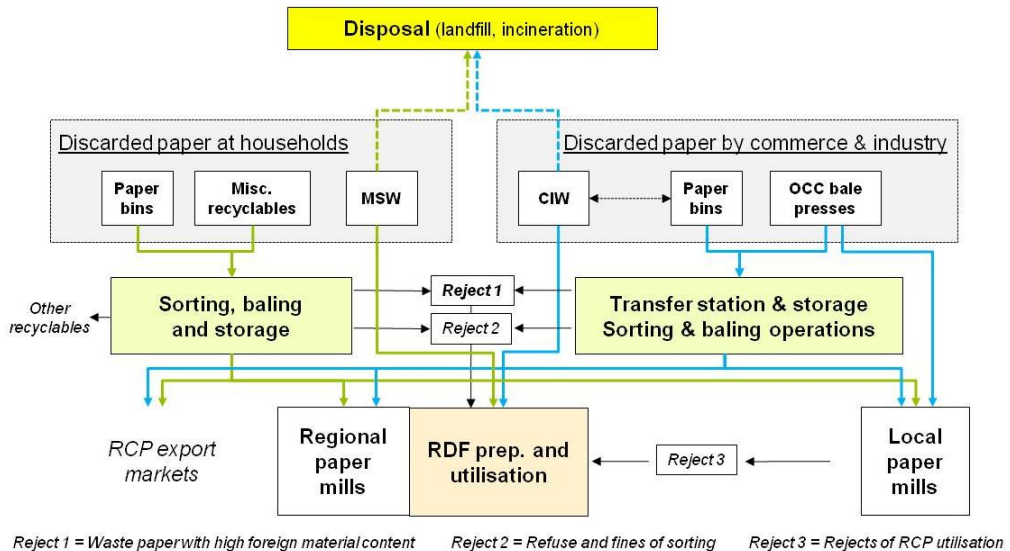 Disposal (landfill, incineration)
Discarded paper at households
Discarded paper by commerce & industry
Paper
bins
Misc.
recyclables
MSW
CIW
Paper
bins
OCC bale
presses
Other
recyclables
Sorting, baling
and storage
Reject 1
Reject 2
Transfer station & storage
Sorting & baling operations
RCP export
markets
Regional
paper
mills
RDF prep. and
utilisation
Reject 3
Local
paper
mills
Reject 1 = Waste paper with high foreign material content
Reject 2 = Refuse and fines of sorting
Reject 3 = Rejects of RCP utilisation